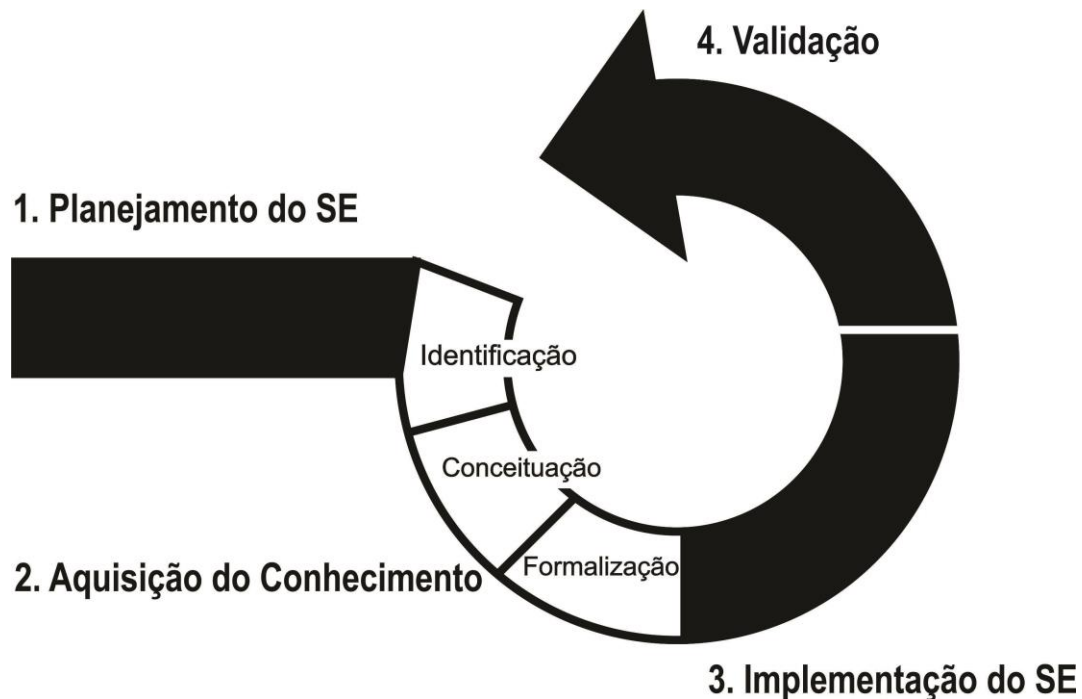 1. Planejamento do SE
Identificação
Conceituação
2. Aquisição do Conhecimento
Formalização
3. Implementação do SE
4. Validação